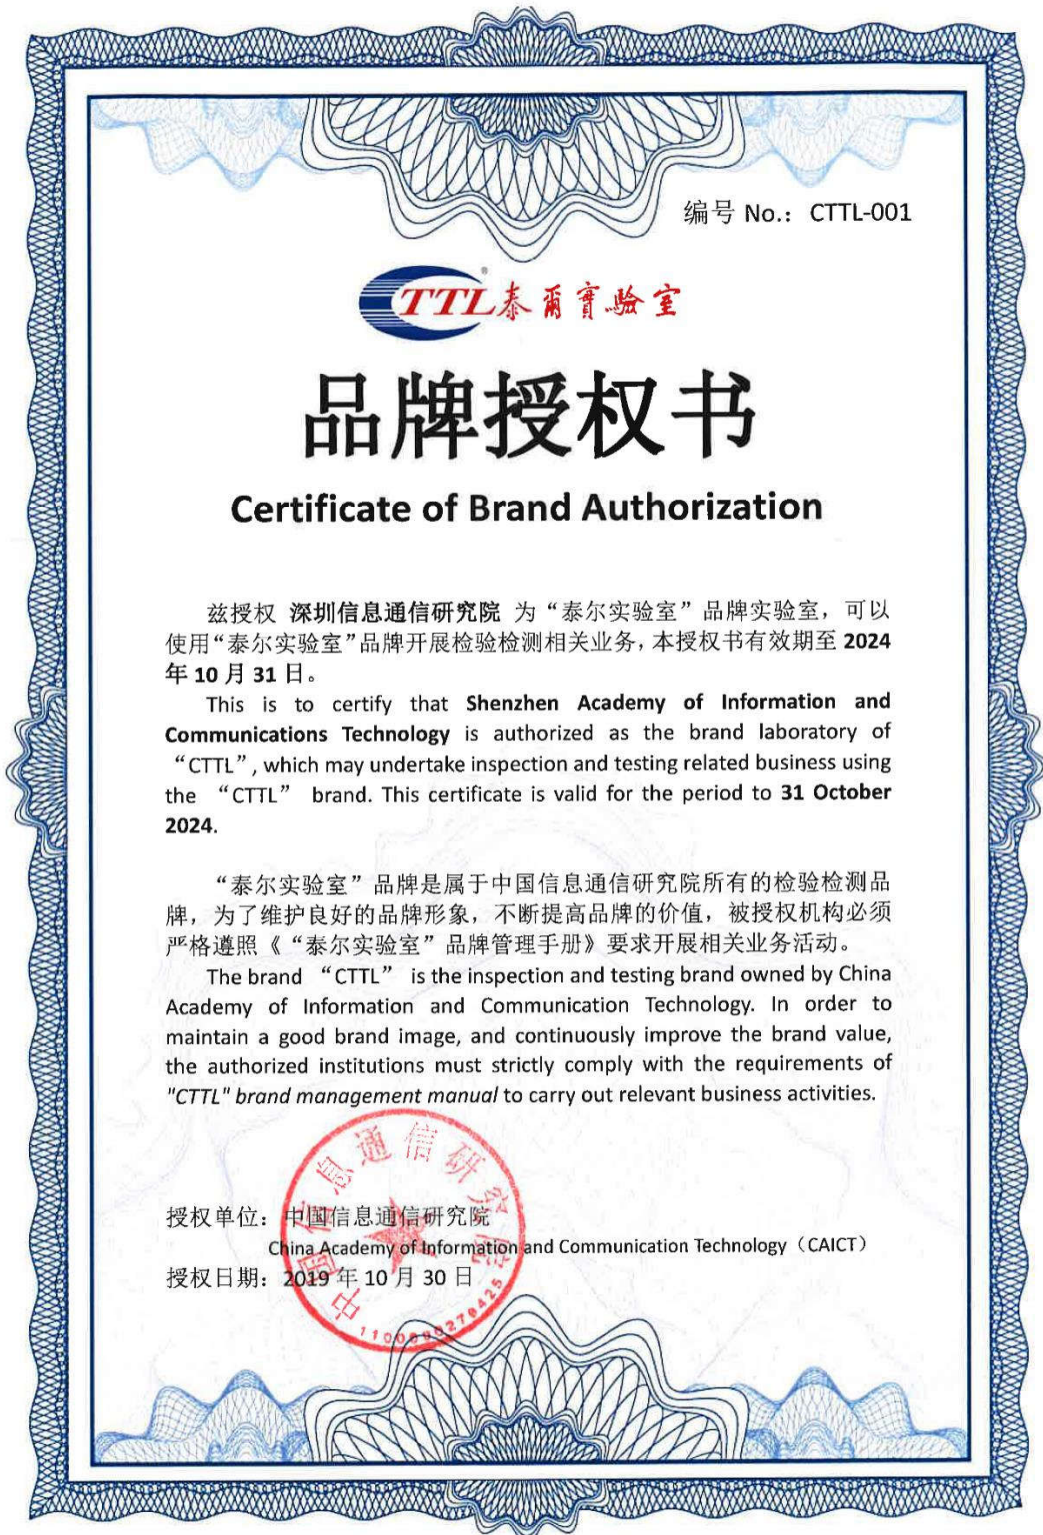 编号 No.: CTTL-001
CTTL泰爾實驗室
品牌授权书
Certificate of Brand Authorization
兹授权 深圳信息通信研究院 为“泰尔实验室”品牌实验室，可以
使用“泰尔实验室”品牌开展检验检测相关业务，本授权书有效期至 2024
年 10 月 31 日。
This is to certify that Shenzhen Academy of Information and
Communications Technology is authorized as the brand laboratory of
“CTTL”, which may undertake inspection and testing related business using
the “CTTL” brand. This certificate is valid for the period to 31 October
2024.
“泰尔实验室”品牌是属于中国信息通信研究院所有的检验检测品
牌，为了维护良好的品牌形象，不断提高品牌的价值，被授权机构必须
严格遵照《“泰尔实验室”品牌管理手册》要求开展相关业务活动。
The brand “CTTL” is the inspection and testing brand owned by China
Academy of Information and Communication Technology. In order to
maintain a good brand image, and continuously improve the brand value,
the authorized institutions must strictly comply with the requirements of
"CTTL" brand management manual to carry out relevant business activities.
授权单位：中国信息通信研究院
China Academy of Information and Communication Technology（CAICT）
授权日期：2019 年 10 月 30 日
中国信息通信研究院